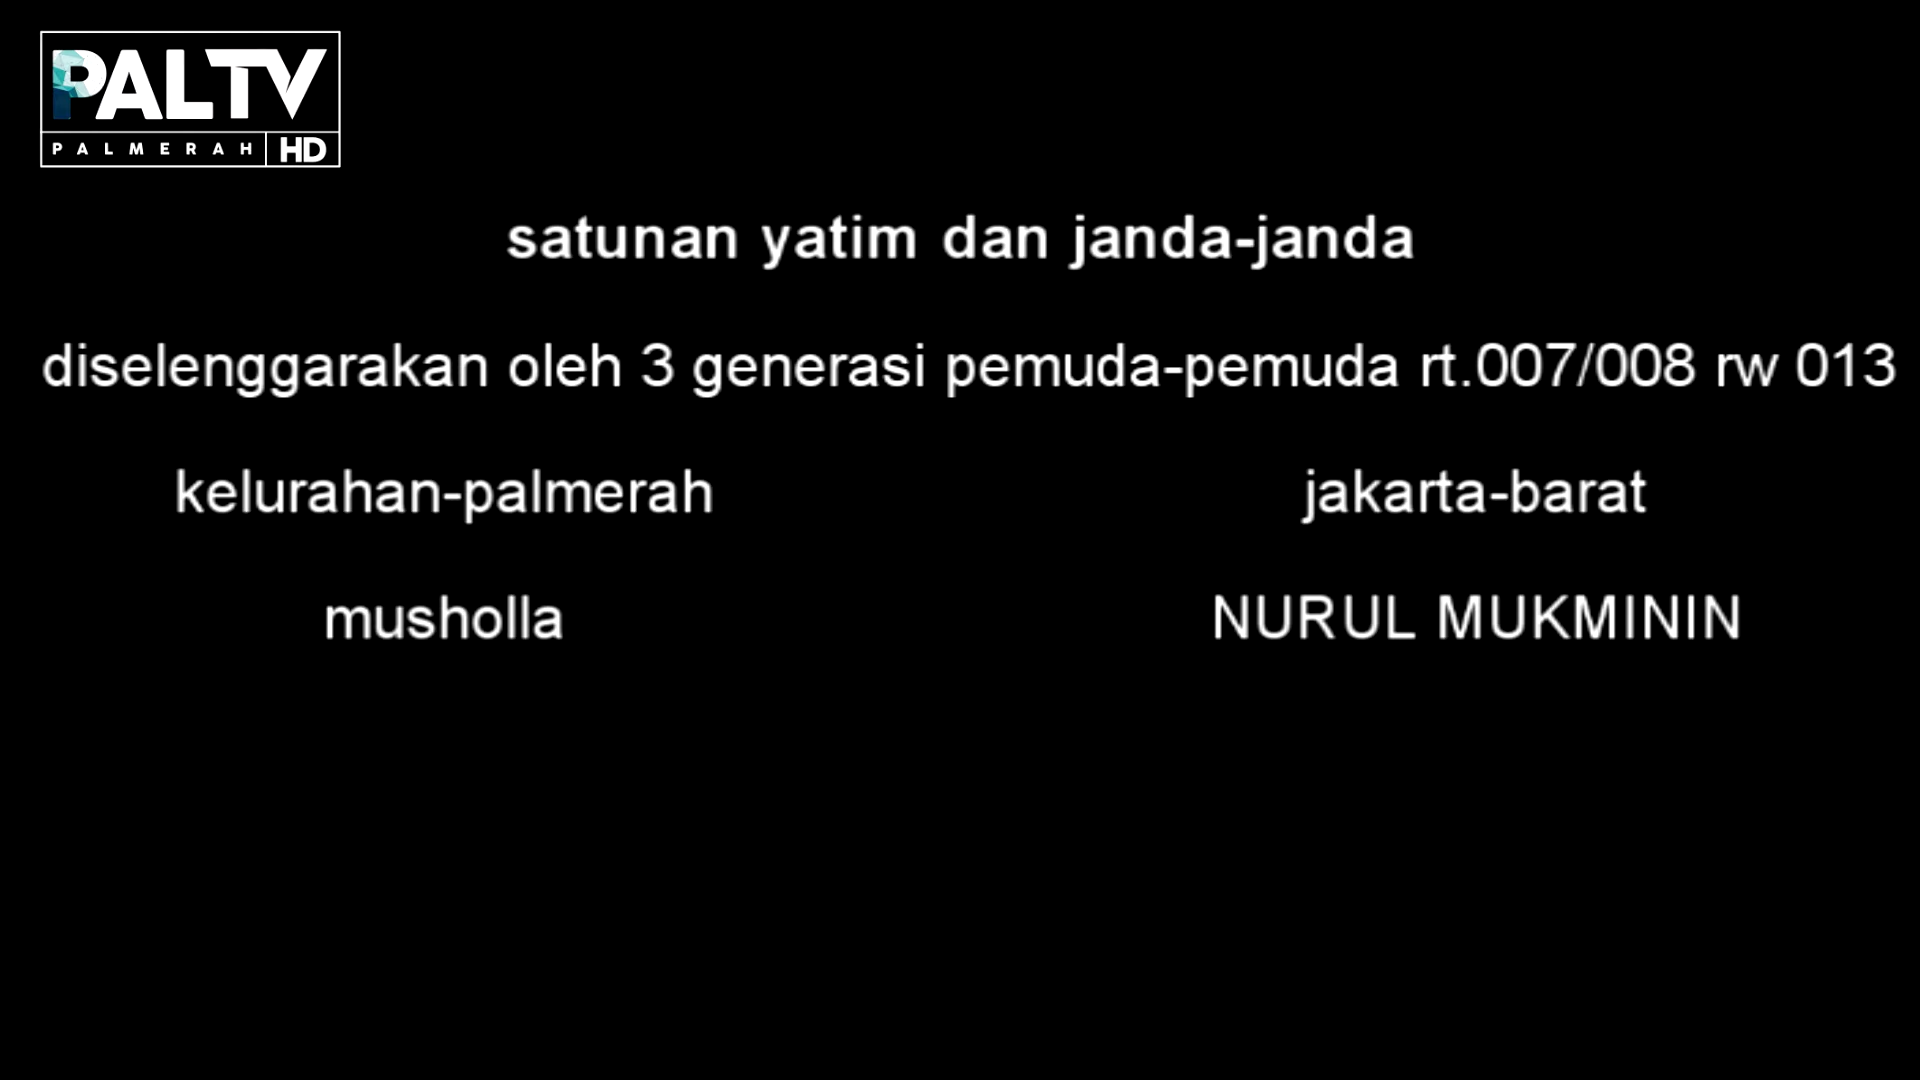 PALTV
PALMERAH HD
satunan yatim dan janda-janda
diselenggarakan oleh 3 generasi pemuda-pemuda rt.007/008 rw 013
kelurahan-palmerah jakarta-barat
musholla NURUL MUKMININ